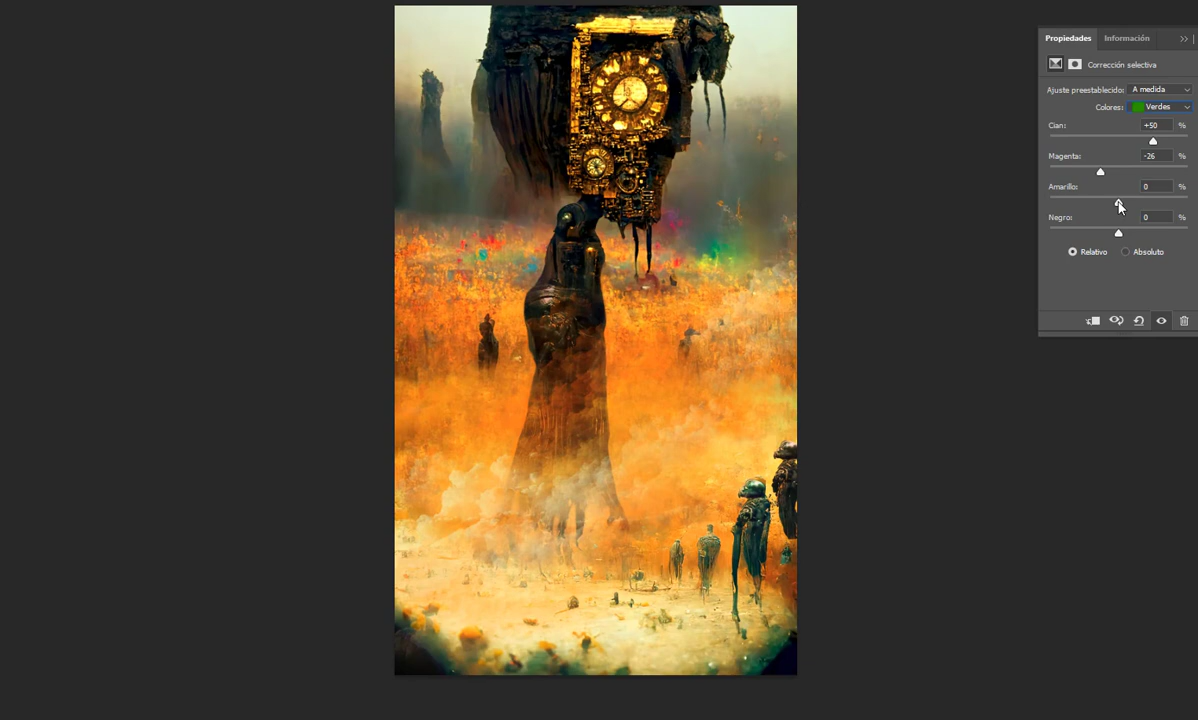 Propiedades Información
Corrección selectiva
Ajuste preestablecido: A medida
Colores: Verdes
Cian: +50 %
Magenta: -26 %
Amarillo: 0 %
Negro: 0 %
Relativo Absoluto